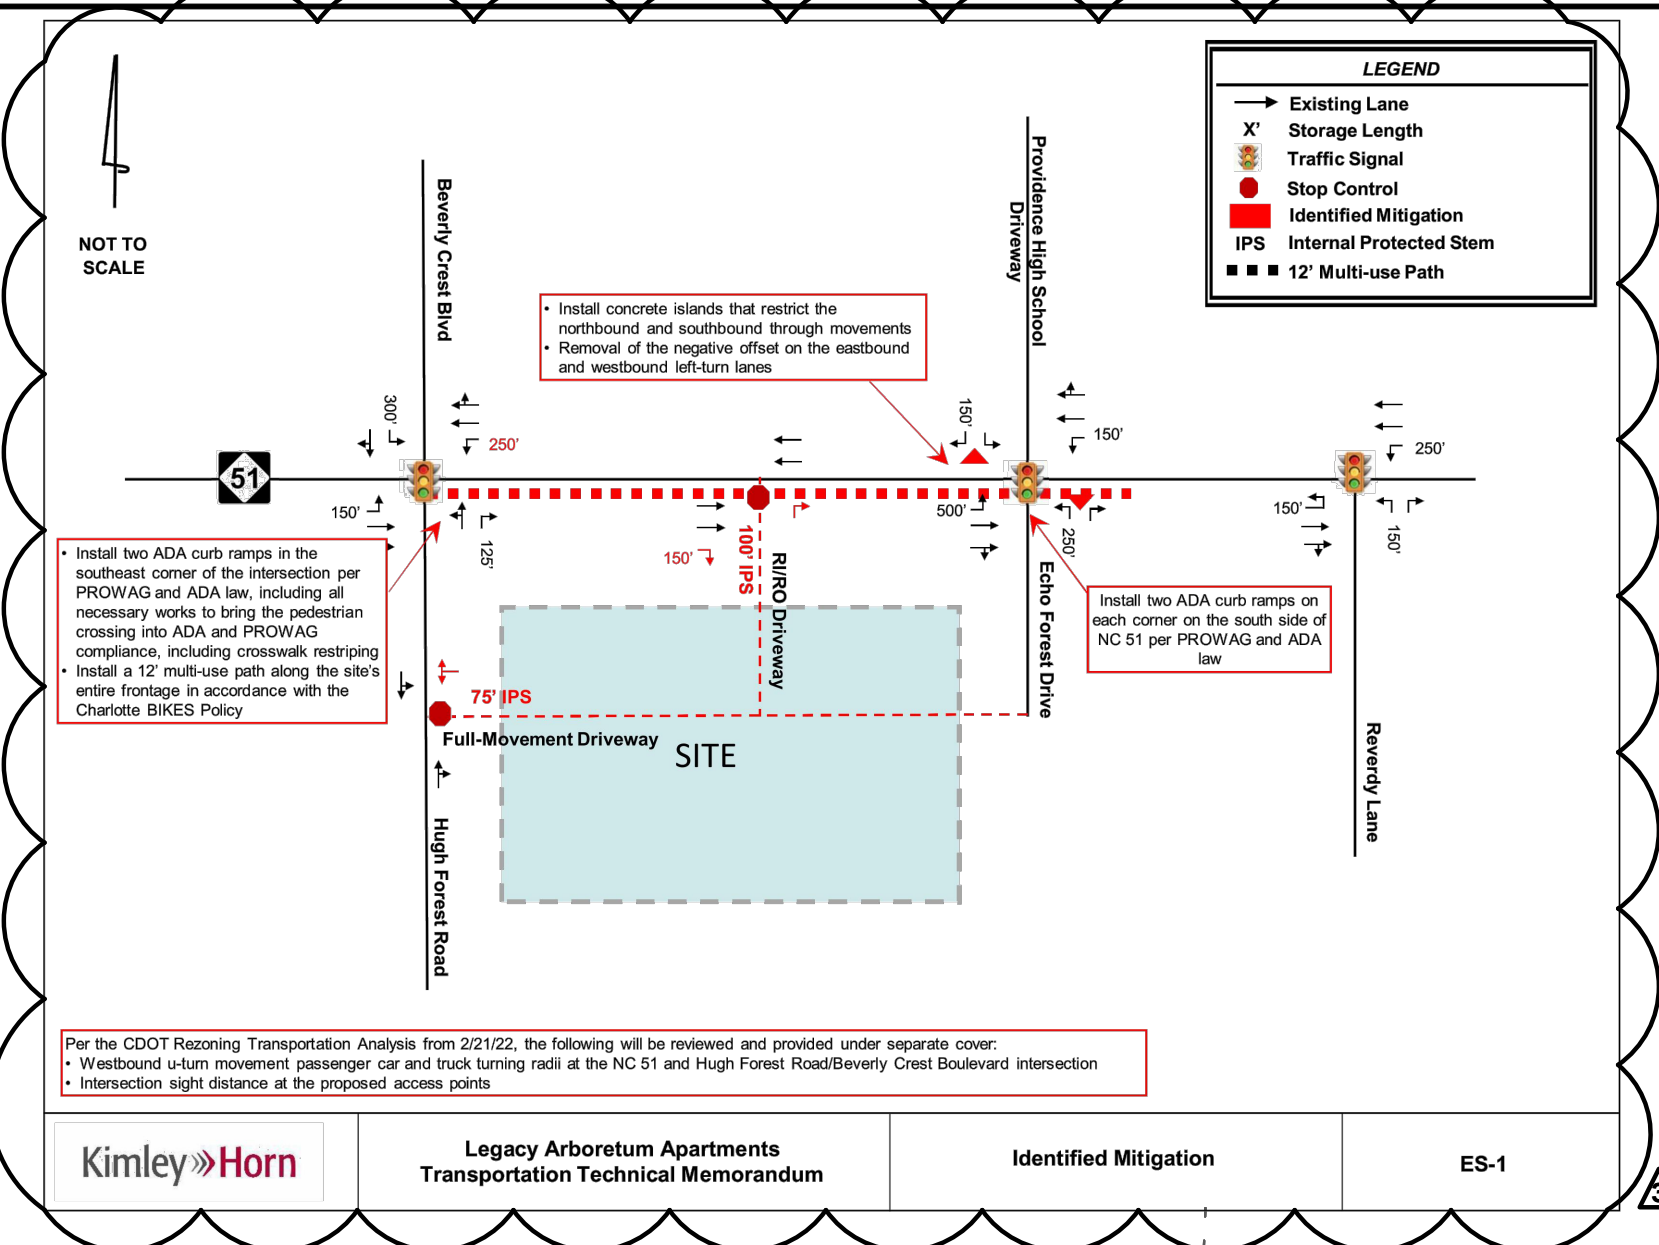 LEGEND
Existing Lane
X' Storage Length
Traffic Signal
Stop Control
Identified Mitigation
IPS Internal Protected Stem
12' Multi-use Path
NOT TO
SCALE
Beverly Crest Blvd
Providence High School
Driveway
• Install concrete islands that restrict the
northbound and southbound through movements
• Removal of the negative offset on the eastbound
and westbound left-turn lanes
300'
250'
150'
150'
250'
51
150'
125'
150'
100' IPS
RI/RO Driveway
500'
250'
150'
150'
• Install two ADA curb ramps in the
southeast corner of the intersection per
PROWAG and ADA law, including all
necessary works to bring the pedestrian
crossing into ADA and PROWAG
compliance, including crosswalk restriping
• Install a 12' multi-use path along the site's
entire frontage in accordance with the
Charlotte BIKES Policy
Install two ADA curb ramps on
each corner on the south side of
NC 51 per PROWAG and ADA
law
Echo Forest Drive
75' IPS
Full-Movement Driveway
SITE
Hugh Forest Road
Reverdy Lane
Per the CDOT Rezoning Transportation Analysis from 2/21/22, the following will be reviewed and provided under separate cover:
• Westbound u-turn movement passenger car and truck turning radii at the NC 51 and Hugh Forest Road/Beverly Crest Boulevard intersection
• Intersection sight distance at the proposed access points
Kimley»Horn
Legacy Arboretum Apartments
Transportation Technical Memorandum
Identified Mitigation
ES-1